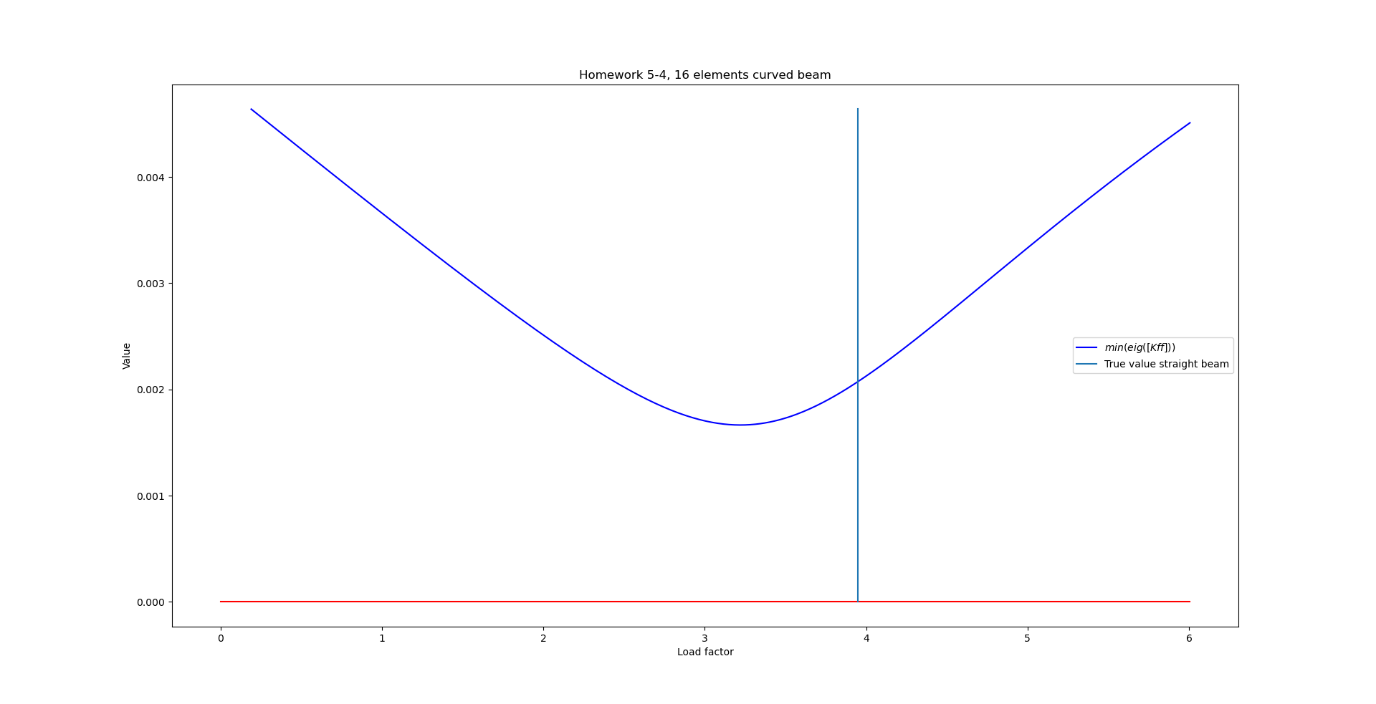 Homework 5-4, 16 elements curved beam
0.004
0.003
0.002
0.001
0.000
Value
min(eig([Kff]))
True value straight beam
0 1 2 3 4 5 6
Load factor